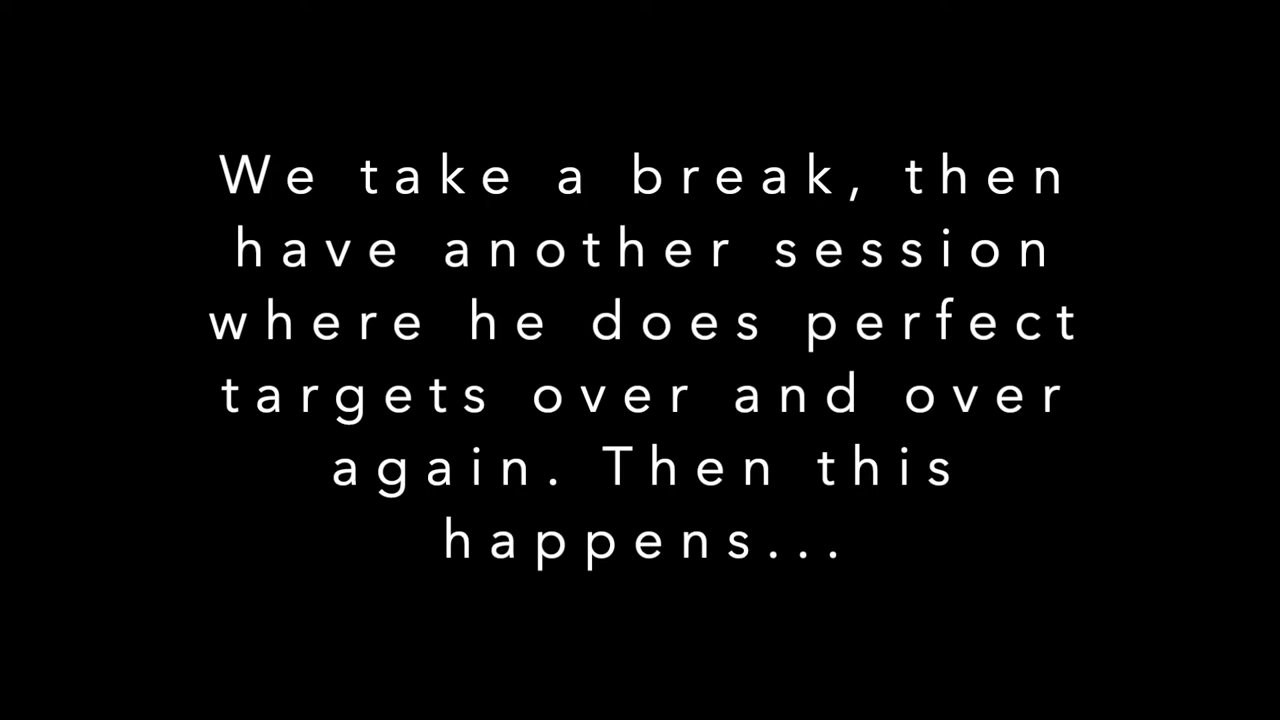 We take a break, then
have another session
where he does perfect
targets over and over
again. Then this
happens...